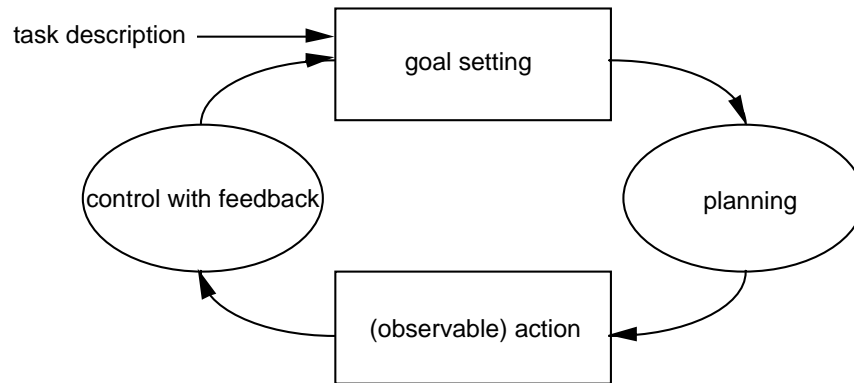 task description
goal setting
control with feedback
planning
(observable) action